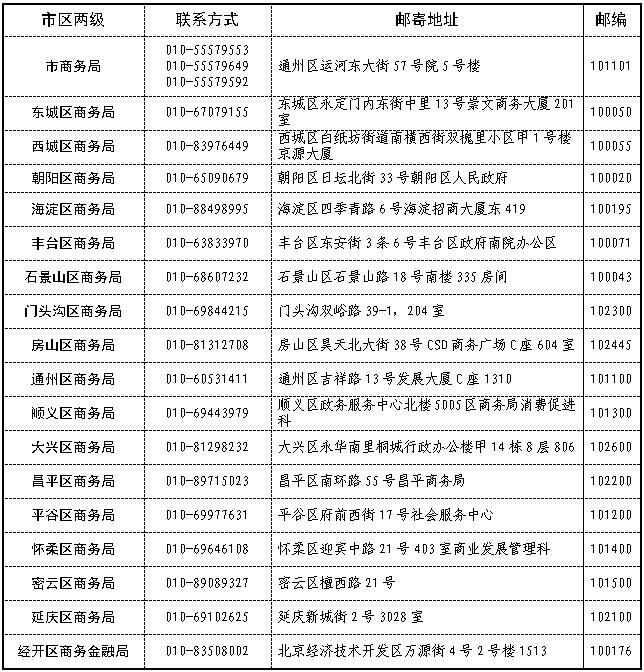 市区两级 联系方式 邮寄地址 邮编
市商务局 010-55579553 010-55579649 010-55579592 通州区运河东大街57号院5号楼 101101
东城区商务局 010-67079155 东城区永定门内东街中里13号崇文商务大厦201
室 100050
西城区商务局 010-83976449 西城区白纸坊街道南横西街双槐里小区甲1号楼
京源大厦 100055
朝阳区商务局 010-65090679 朝阳区日坛北街33号朝阳区人民政府 100020
海淀区商务局 010-88498995 海淀区四季青路6号海淀招商大厦东419 100195
丰台区商务局 010-63833970 丰台区东安街3条6号丰台区政府南院办公区 100071
石景山区商务局 010-68607232 石景山区石景山路18号南楼335房间 100043
门头沟区商务局 010-69844215 门头沟双峪路39-1，204室 102300
房山区商务局 010-81312708 房山区昊天北大街38号CSD商务广场C座604室 102445
通州区商务局 010-60531411 通州区吉祥路13号发展大厦C座1310 101100
顺义区商务局 010-69443979 顺义区政务服务中心北楼5005区商务局消费促进
科 101300
大兴区商务局 010-81298232 大兴区永华南里桐城行政办公楼甲14栋8层806 102600
昌平区商务局 010-89715023 昌平区南环路55号昌平商务局 102200
平谷区商务局 010-69977631 平谷区府前西街17号社会服务中心 101200
怀柔区商务局 010-69646108 怀柔区迎宾中路21号403室商业发展管理科 101400
密云区商务局 010-89089327 密云区檀西路21号 101500
延庆区商务局 010-69102625 延庆新城街2号3028室 102100
经开区商务金融局 010-83508002 北京经济技术开发区万源街4号2号楼1513 100176